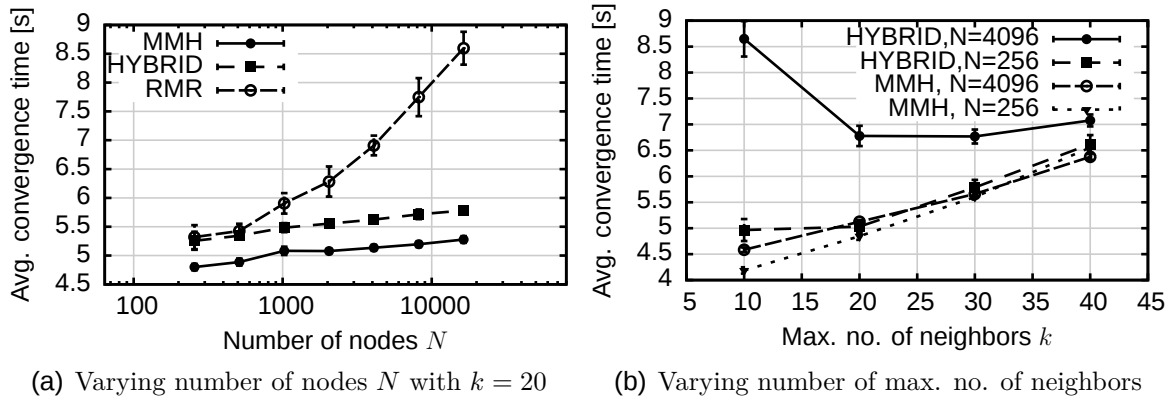 Avg. convergence time [s]
9
8.5
8
7.5
7
6.5
6
5.5
5
4.5
MMH
HYBRID
RMR
100
1000
10000
Number of nodes N
(a) Varying number of nodes N with k = 20
Avg. convergence time [s]
9
8.5
8
7.5
7
6.5
6
5.5
5
4.5
4
HYBRID,N=4096
HYBRID,N=256
MMH, N=4096
MMH, N=256
5
10
15
20
25
30
35
40
45
Max. no. of neighbors k
(b) Varying number of max. no. of neighbors